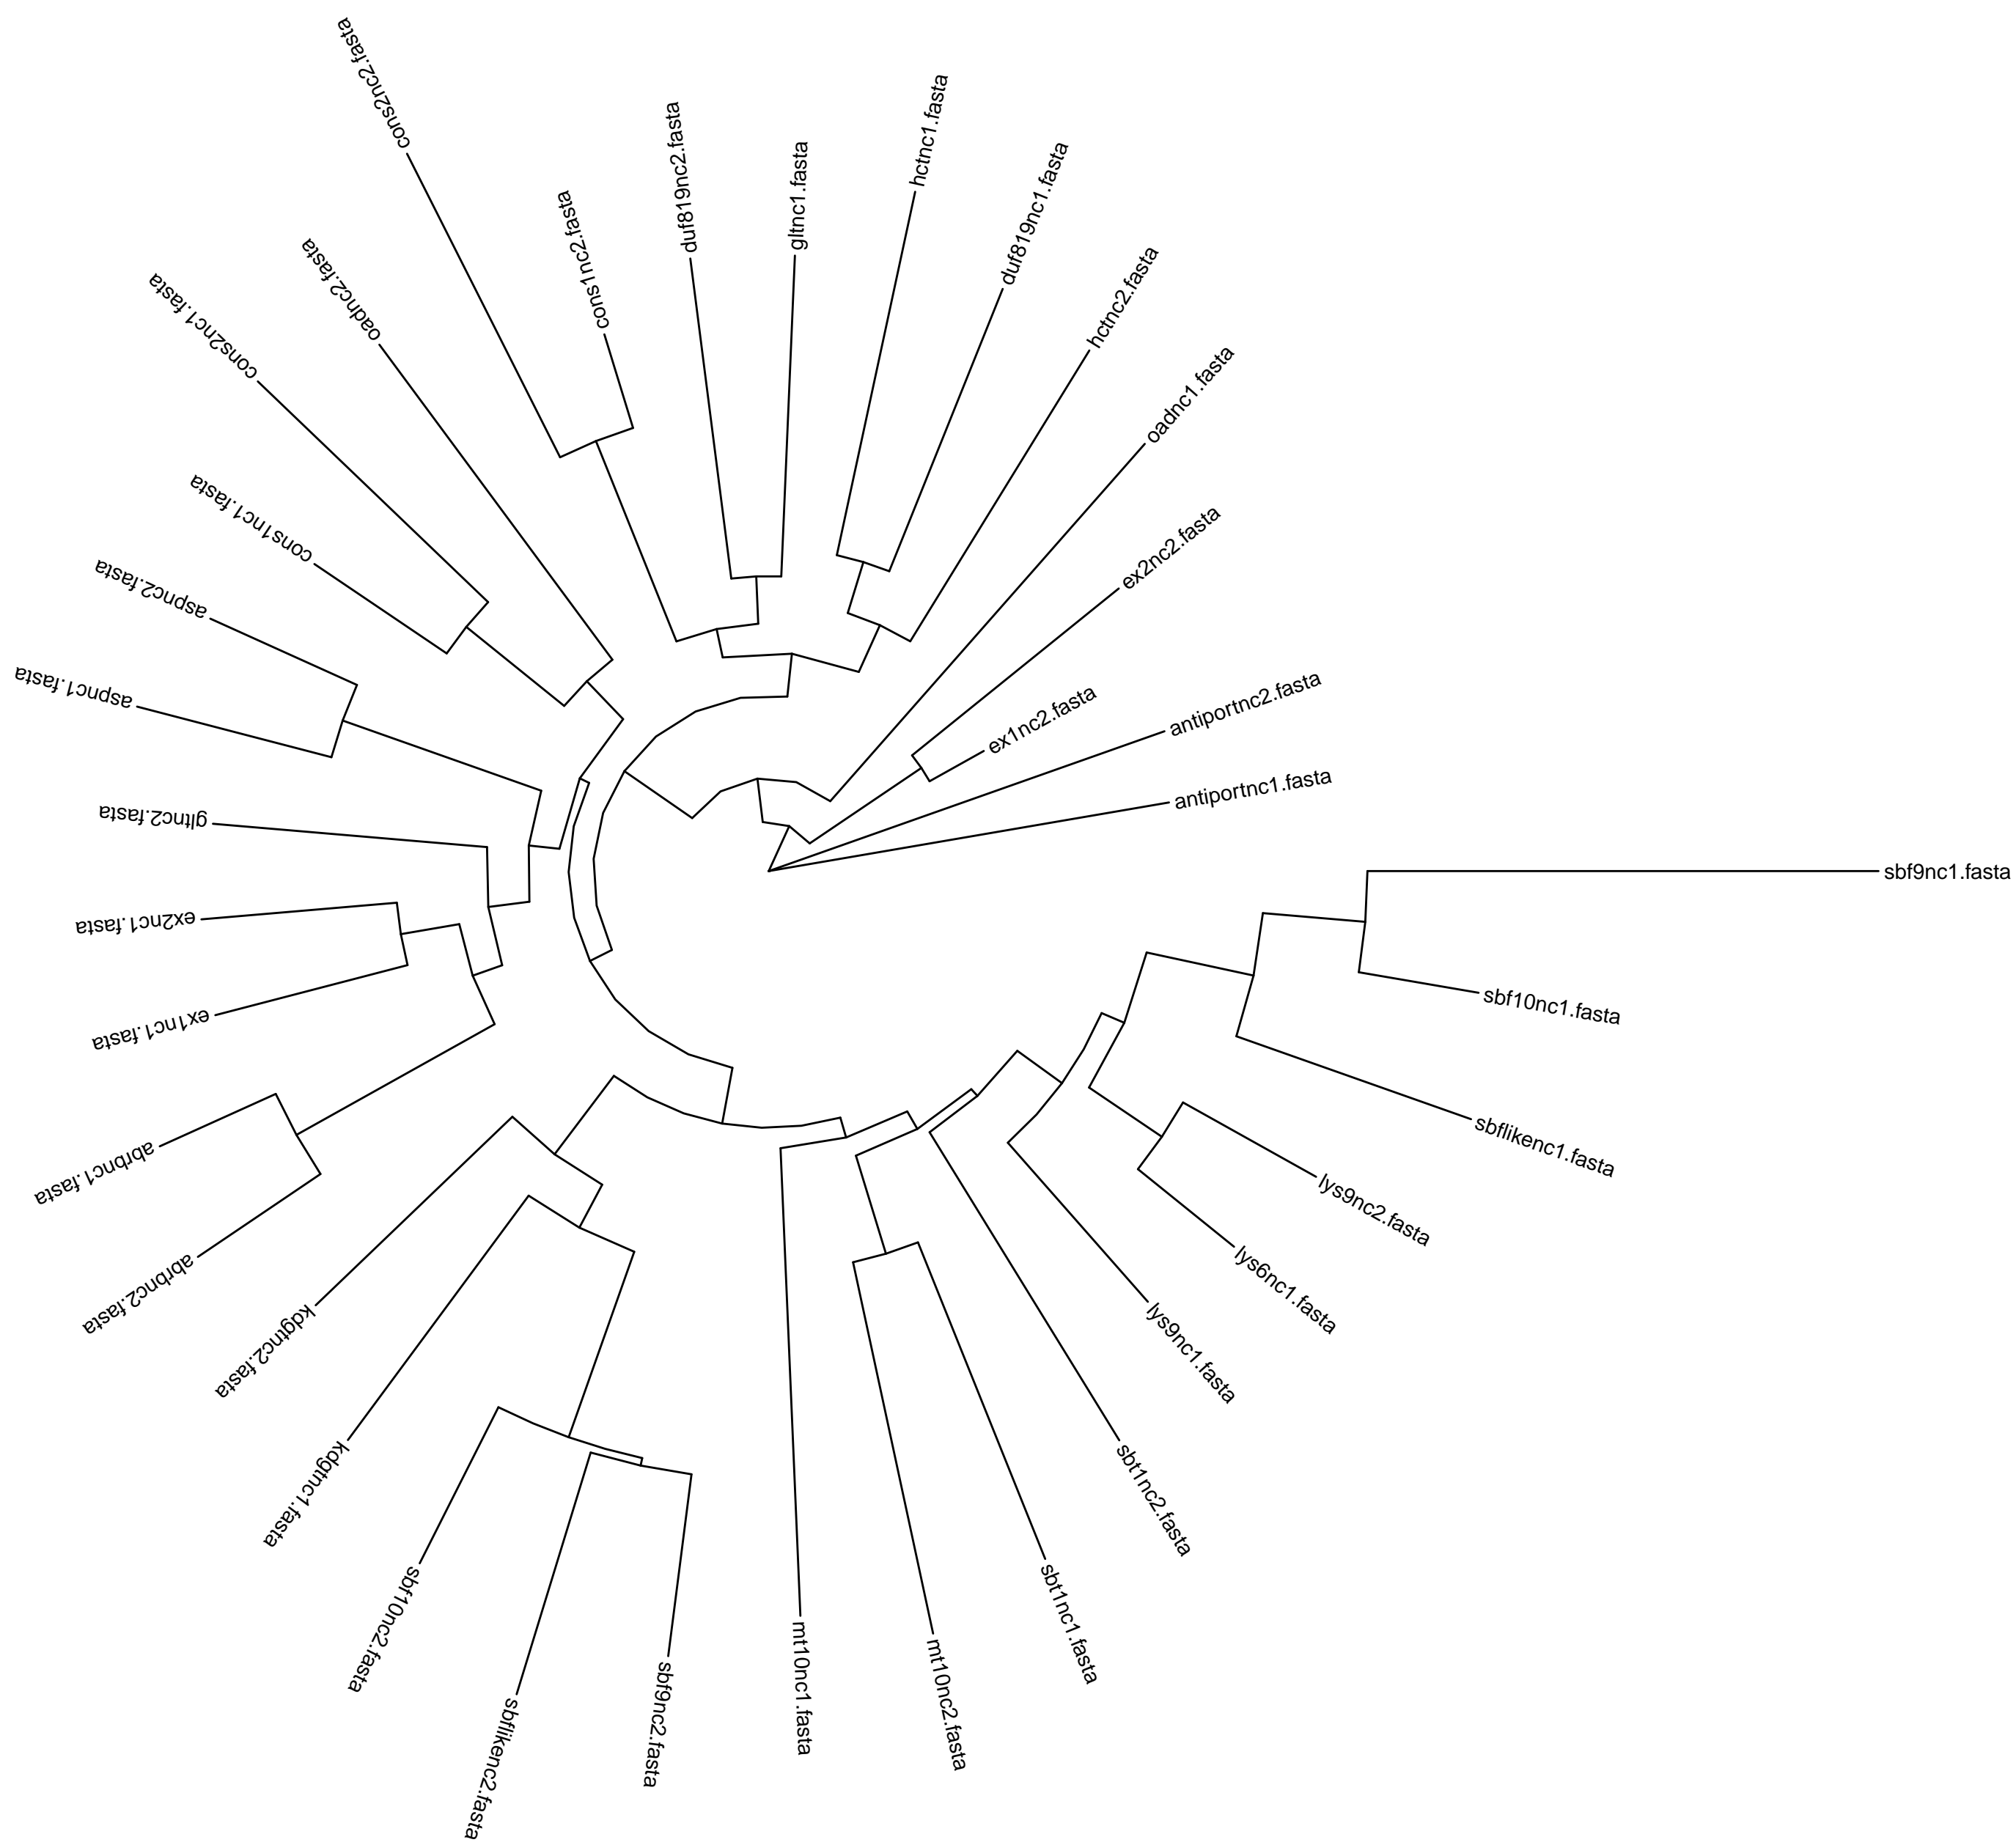 cons2nc2.fasta
hctnc1.fasta
duf819nc2.fasta
gltnc1.fasta
duf819nc1.fasta
cons1nc2.fasta
oadnc2.fasta
hctnc2.fasta
cons2nc1.fasta
oadnc1.fasta
cons1nc1.fasta
ex2nc2.fasta
aspnc2.fasta
aspnc1.fasta
ex1nc2.fasta
antiportnc2.fasta
antiportnc1.fasta
gltnc2.fasta
sbf9nc1.fasta
ex2nc1.fasta
sbf10nc1.fasta
ex1nc1.fasta
sbflikenc1.fasta
abrbnc1.fasta
lys9nc2.fasta
abrbnc2.fasta
lys6nc1.fasta
kdgtnc2.fasta
lys9nc1.fasta
kdgtnc1.fasta
sbt1nc2.fasta
sbf10nc2.fasta
sbt1nc1.fasta
mt10nc1.fasta
mt10nc2.fasta
sbf9nc2.fasta
sbflikenc2.fasta